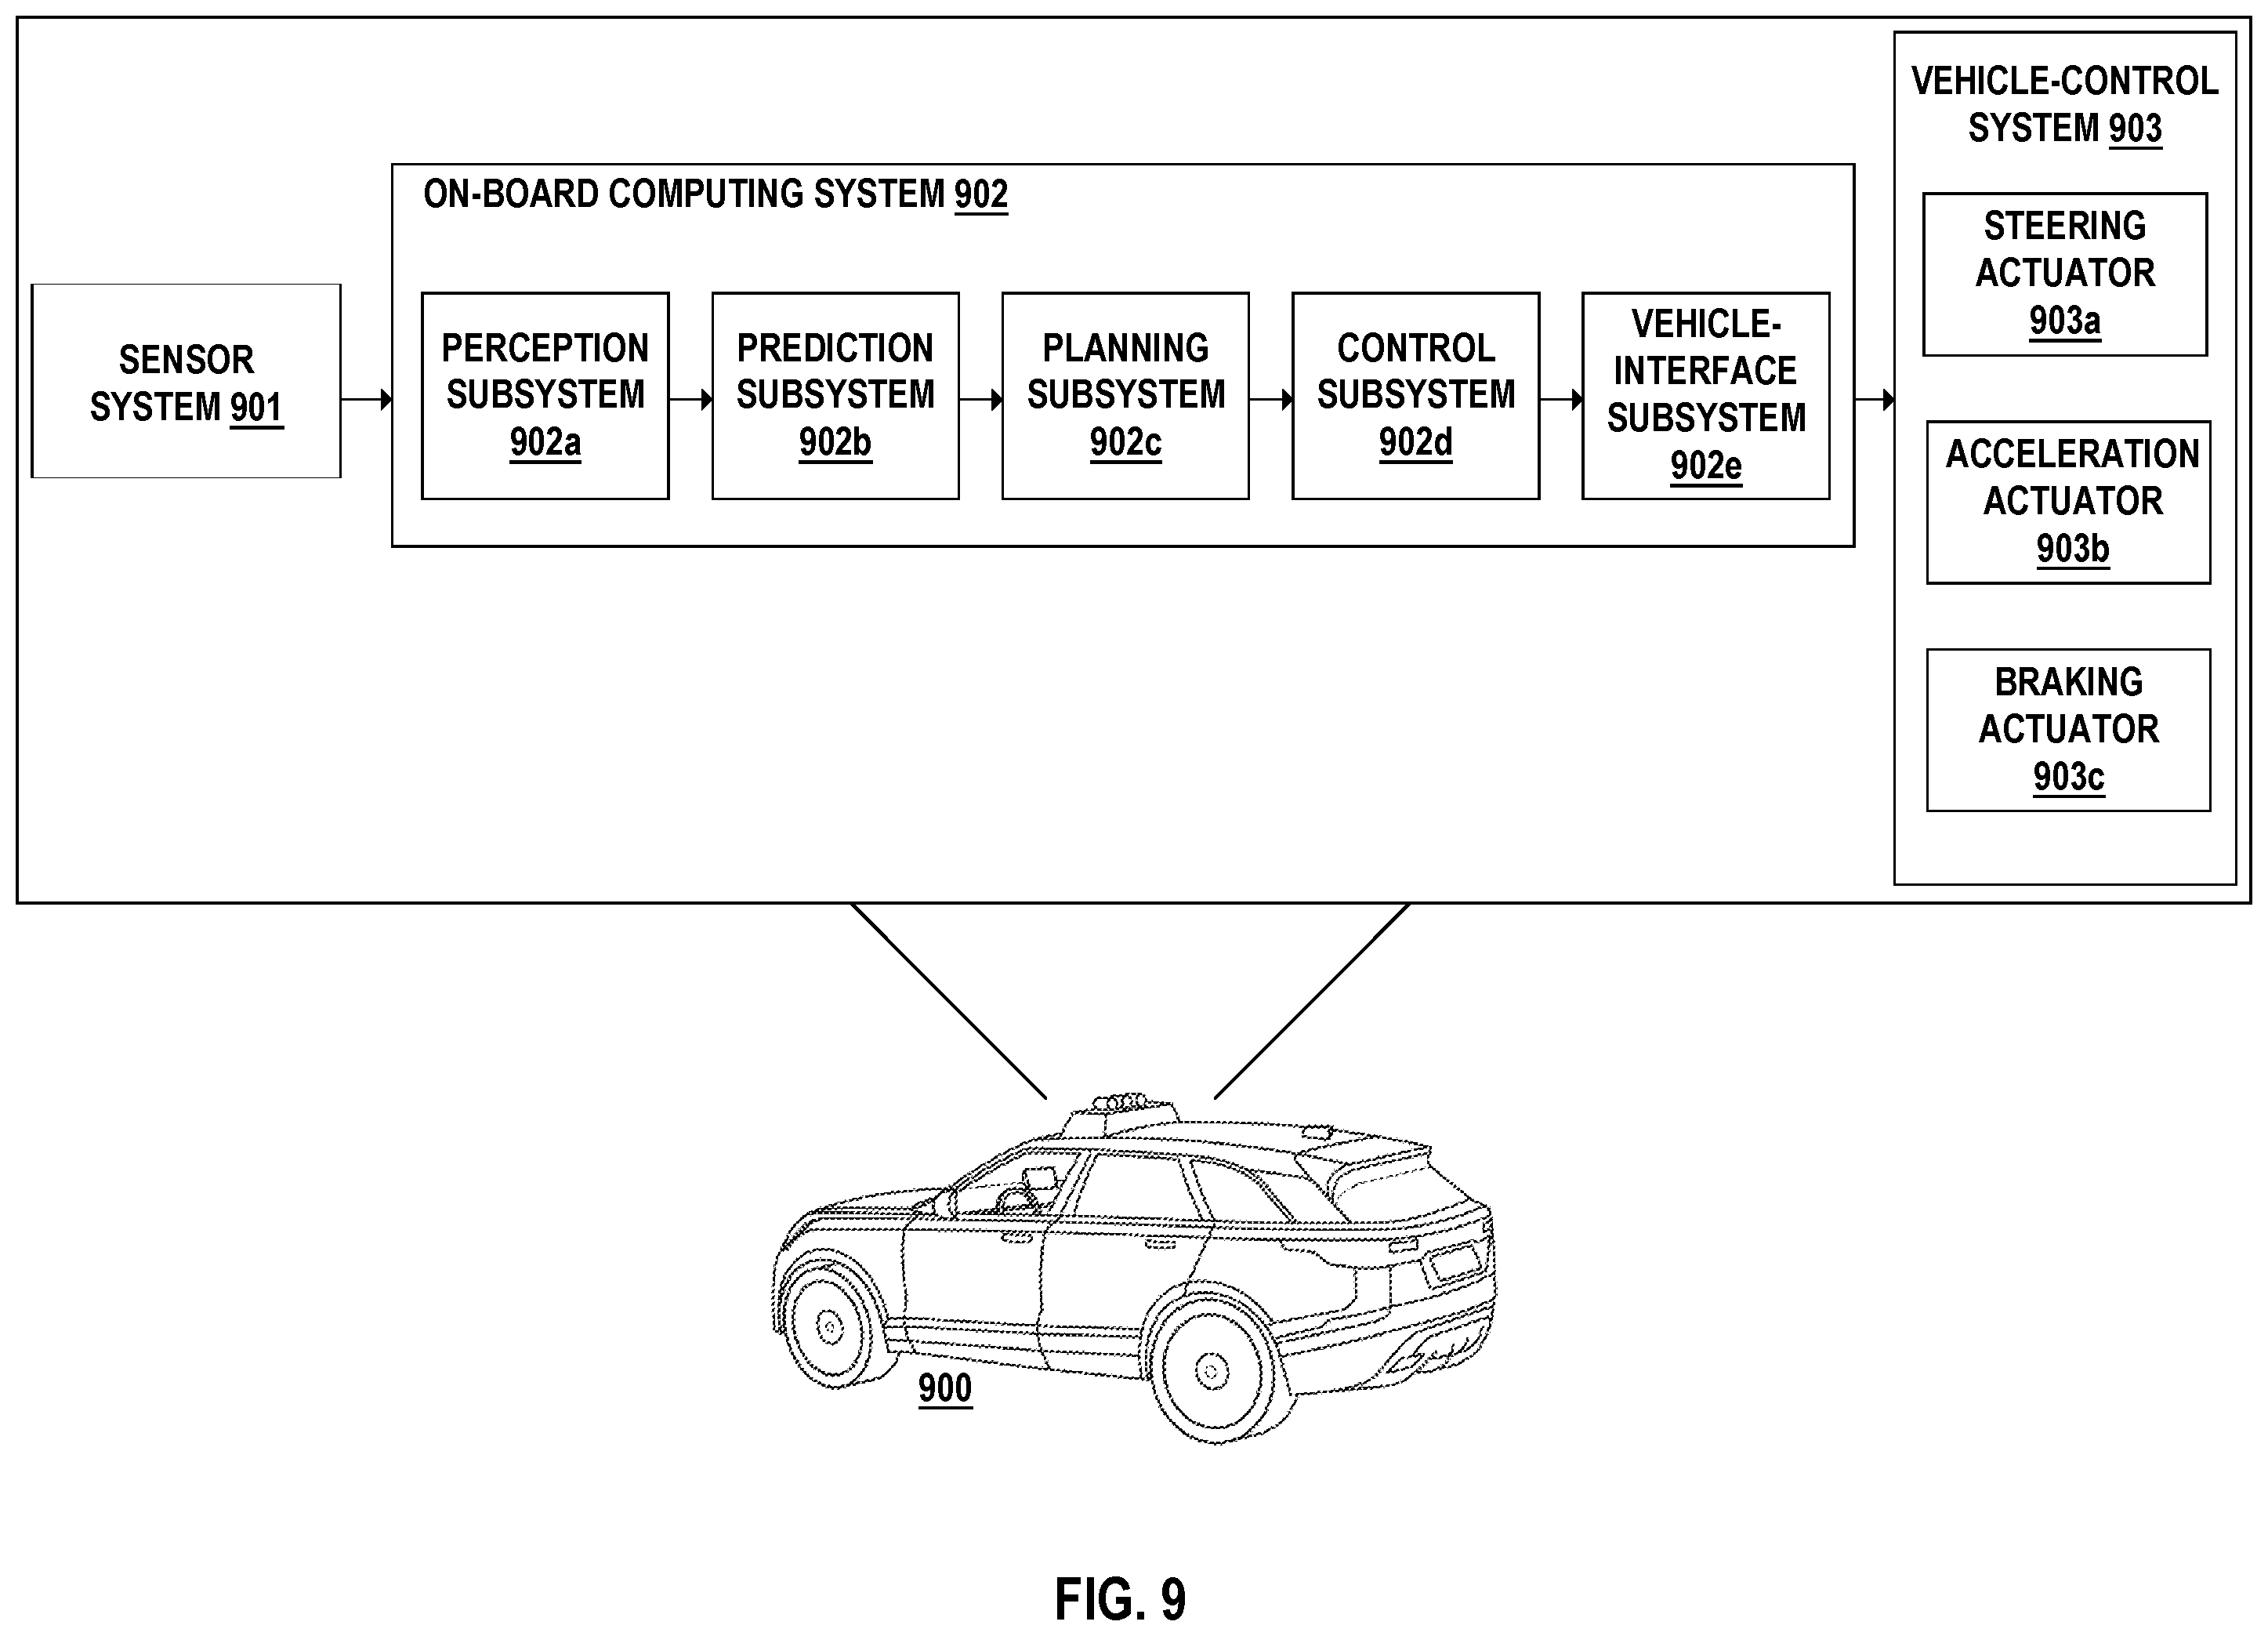 ON-BOARD COMPUTING SYSTEM 902
SENSOR
SYSTEM 901
PERCEPTION
SUBSYSTEM
902a
PREDICTION
SUBSYSTEM
902b
PLANNING
SUBSYSTEM
902c
CONTROL
SUBSYSTEM
902d
VEHICLE-
INTERFACE
SUBSYSTEM
902e
VEHICLE-CONTROL
SYSTEM 903
STEERING
ACTUATOR
903a
ACCELERATION
ACTUATOR
903b
BRAKING
ACTUATOR
903c
900
FIG. 9